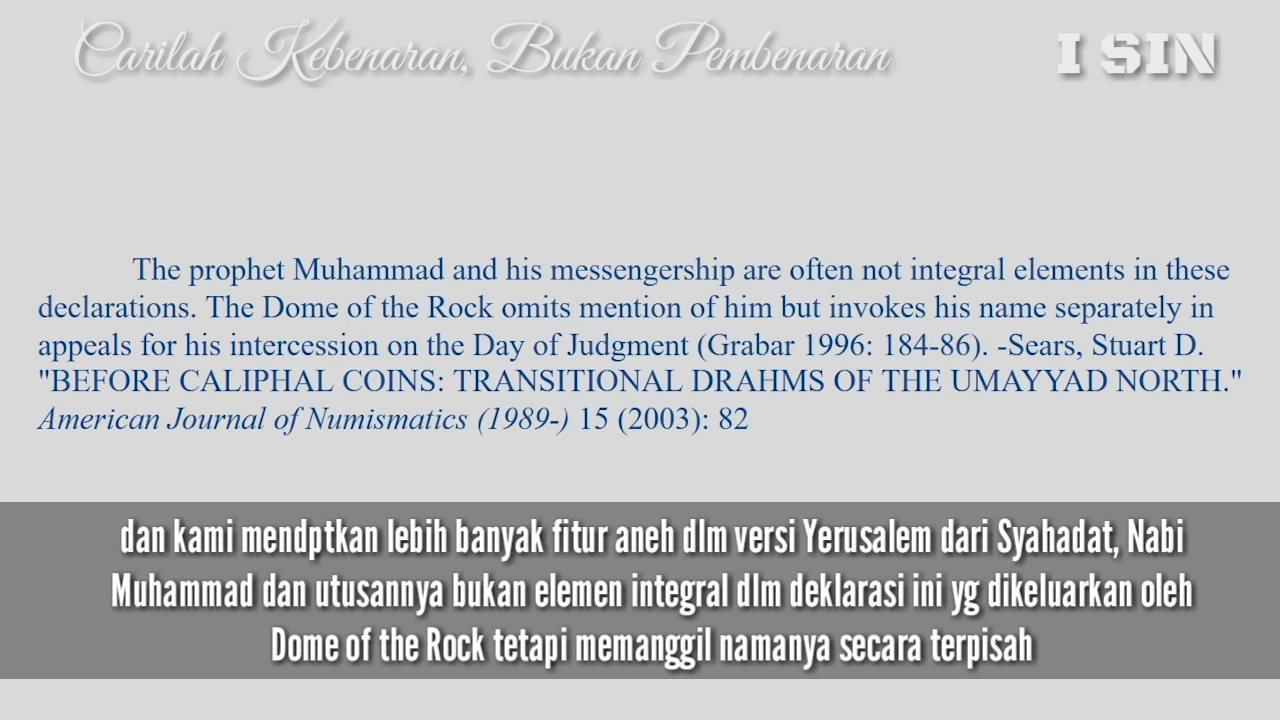 Carilah Kebenaran, Bukan Pembenaran
I SIN
The prophet Muhammad and his messengership are often not integral elements in these
declarations. The Dome of the Rock omits mention of him but invokes his name separately in
appeals for his intercession on the Day of Judgment (Grabar 1996: 184-86). -Sears, Stuart D.
"BEFORE CALIPHAL COINS: TRANSITIONAL DRAHMS OF THE UMAYYAD NORTH."
American Journal of Numismatics (1989-) 15 (2003): 82
dan kami mendptkan lebih banyak fitur aneh dlm versi Yerusalem dari Syahadat, Nabi
Muhammad dan utusannya bukan elemen integral dlm deklarasi ini yg dikeluarkan oleh
Dome of the Rock tetapi memanggil namanya secara terpisah